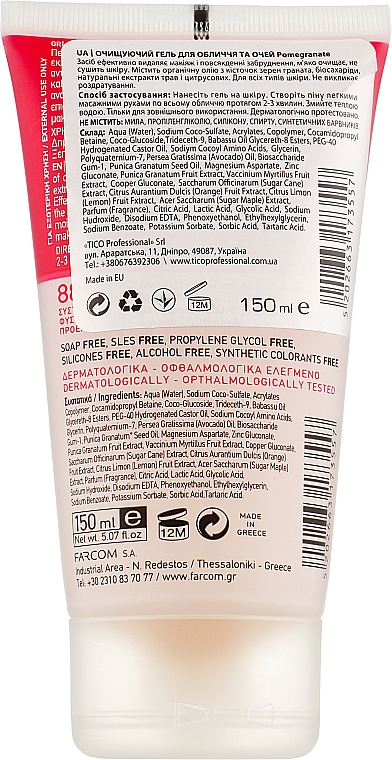 UA | ОЧИЩУЮЧИЙ ГЕЛЬ ДЛЯ ОБЛИЧЧЯ ТА ОЧЕЙ Pomegranate
Засіб ефективно видаляє макіяж і повсякденні забруднення, м'яко очищає, не
сушить шкіру. Містить органічну олію з кісточок зерен граната, біосахариди,
натуральні екстракти трав і цитрусових. Для всіх типів шкіри. Не викликає
роздратування.
Спосіб застосування: Нанесіть гель на шкіру. Створіть піну легкими
масажними рухами по всьому обличчю протягом 2-3 хвилин. Змийте теплою
водою. Тільки для зовнішнього використання. Дерматологічно протестовано.
НЕ МІСТИТЬ: МИЛА, ПРОПІЛЕНГЛІКОЛЮ, СИЛІКОНУ, СПИРТУ, СИНТЕТИЧНИХ БАРВНИКІВ.
Склад: Aqua (Water), Sodium Coco-Sulfate, Acrylates, Copolymer, Cocamidopropyl
Betaine, Coco-Glucoside,Trideceth-9, Babassu Oil Glycereth-8 Esters, PEG-40
Hydrogenated Castor Oil, Sodium Cocoyl Amino Acids, Glycerin,
Polyquaternium-7, Persea Gratissima (Avocado) Oil, Biosaccharide
Gum-1, Punica Granatum Seed Oil, Magnesium Aspartate, Zinc
Gluconate, Punica Granatum Fruit Extract, Vaccinium Myrtillus Fruit
Extract, Copper Gluconate, Saccharum Officinarum (Sugar Cane)
Extract, Citrus Aurantium Dulcis (Orange) Fruit Extract, Citrus Limon
(Lemon) Fruit Extract, Acer Saccharum (Sugar Maple) Extract,
Parfum (Fragrance), Citric Acid, Lactic Acid, Glycolic Acid, Sodium
Hydroxide, Disodium EDTA, Phenoxyethanol, Ethylhexylglycerin,
Sodium Benzoate, Potassium Sorbate, Sorbic Acid, Tartaric Acid.
«TICO Professional» Srl
вул. Араратська, 11, Дніпро, 49087, Україна
Tel: +380676392306
www.ticoprofessional.com.ua
Made in EU
12M
150 ml e
5202663173557
ΓΙΑ ΕΞΩΤΕΡΙΚΗ ΧΡΗΣΗ / EXTERNAL USE ONLY
SOAP FREE, SLES FREE, PROPYLENE GLYCOL FREE,
SILICONES FREE, ALCOHOL FREE, SYNTHETIC COLORANTS FREE
ΔΕΡΜΑΤΟΛΟΓΙΚΑ - ΟΦΘΑΛΜΟΛΟΓΙΚΑ ΕΛΕΓΜΕΝΟ
DERMATOLOGICALLY - OPTHALMOLOGICALLY TESTED
Συστατικά / Ingredients: Aqua (Water), Sodium Coco-Sulfate, Acrylates
Copolymer, Cocamidopropyl Betaine, Coco-Glucoside, Trideceth-9, Babassu Oil
Glycereth-8 Esters, PEG-40 Hydrogenated Castor Oil, Sodium Cocoyl Amino Acids,
Glycerin, Polyquaternium-7, Persea Gratissima (Avocado) Oil, Biosaccharide
Gum-1, Punica Granatum* Seed Oil, Magnesium Aspartate, Zinc Gluconate,
Punica Granatum Fruit Extract, Vaccinium Myrtillus Fruit Extract, Copper Gluconate,
Saccharum Officinarum (Sugar Cane) Extract, Citrus Aurantium Dulcis (Orange)
Fruit Extract, Citrus Limon (Lemon) Fruit Extract, Acer Saccharum (Sugar Maple)
Extract, Parfum (Fragrance), Citric Acid, Lactic Acid, Glycolic Acid,
Sodium Hydroxide, Disodium EDTA, Phenoxyethanol, Ethylhexylglycerin,
Sodium Benzoate, Potassium Sorbate, Sorbic Acid,Tartaric Acid
150 ml e
Net wt. 5.07 fl.oz
12M
MADE IN
GREECE
FARCOM S.A.
Industrial Area - N. Redestos / Thessaloniki - Greece
Tel. +30 2310 83 70 77 / www.farcom.gr